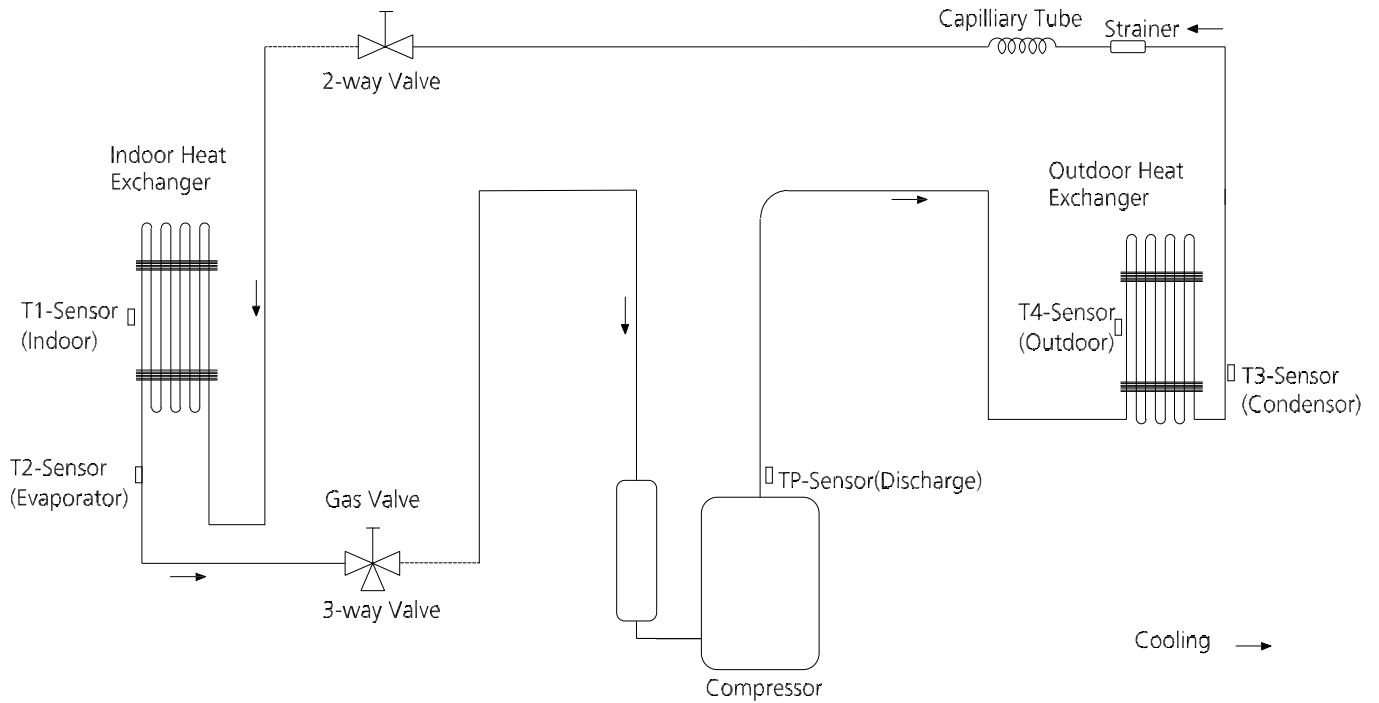 Capilliary Tube
Strainer
2-way Valve
Indoor Heat
Exchanger
Outdoor Heat
Exchanger
T1-Sensor
(Indoor)
T4-Sensor
(Outdoor)
T3-Sensor
(Condensor)
T2-Sensor
(Evaporator)
Gas Valve
TP-Sensor(Discharge)
3-way Valve
Cooling
Compressor